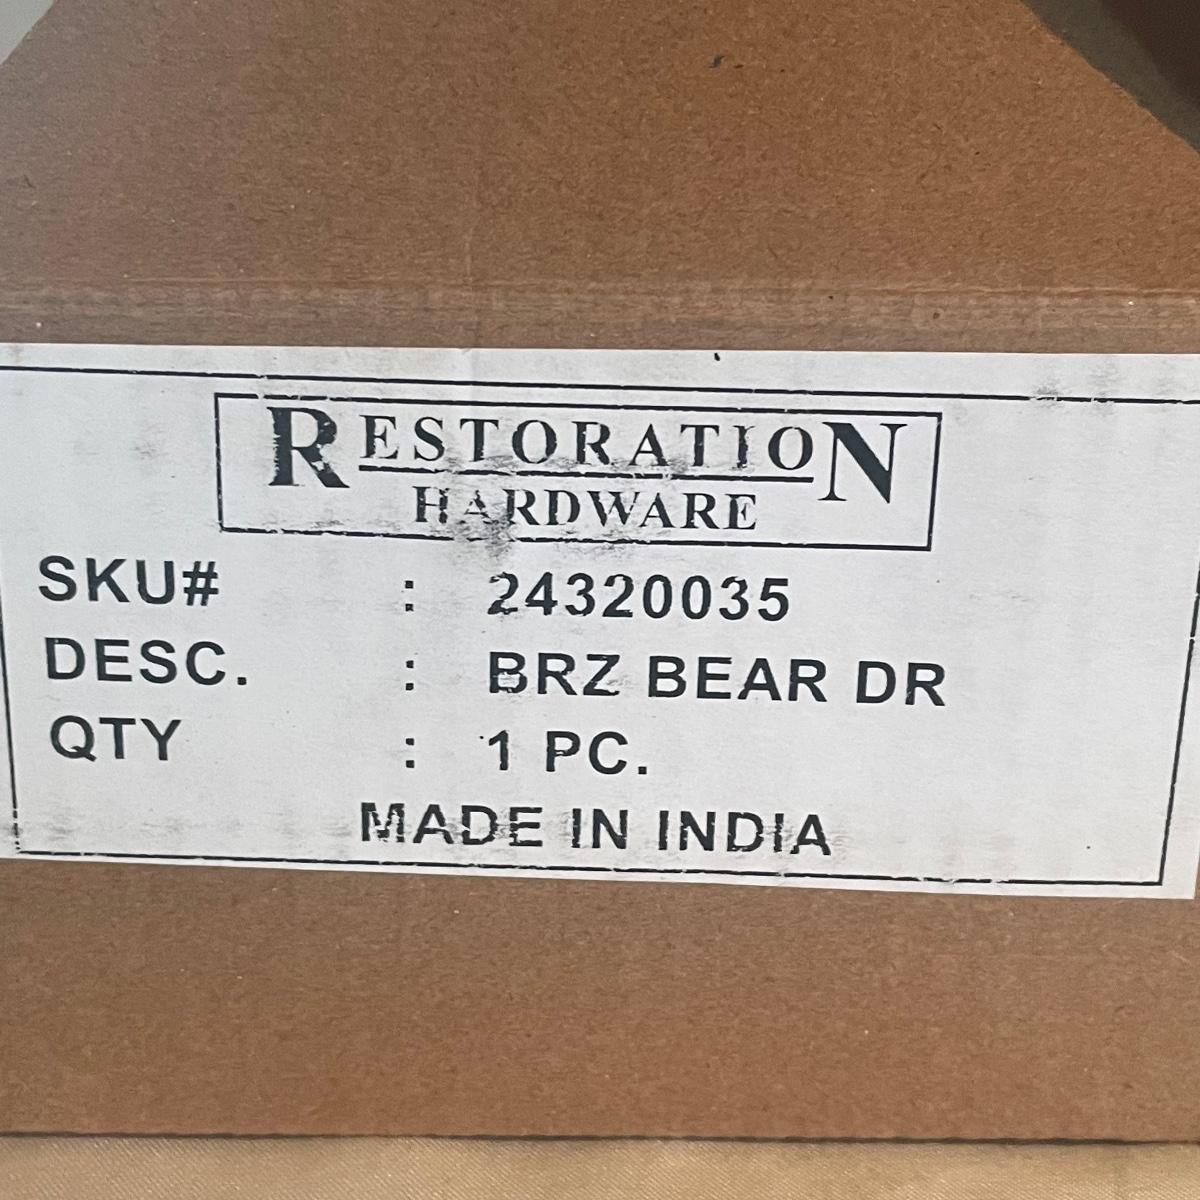 RESTORATION
HARDWARE
SKU# : 24320035
DESC. : BRZ BEAR DR
QTY : 1 PC.
MADE IN INDIA